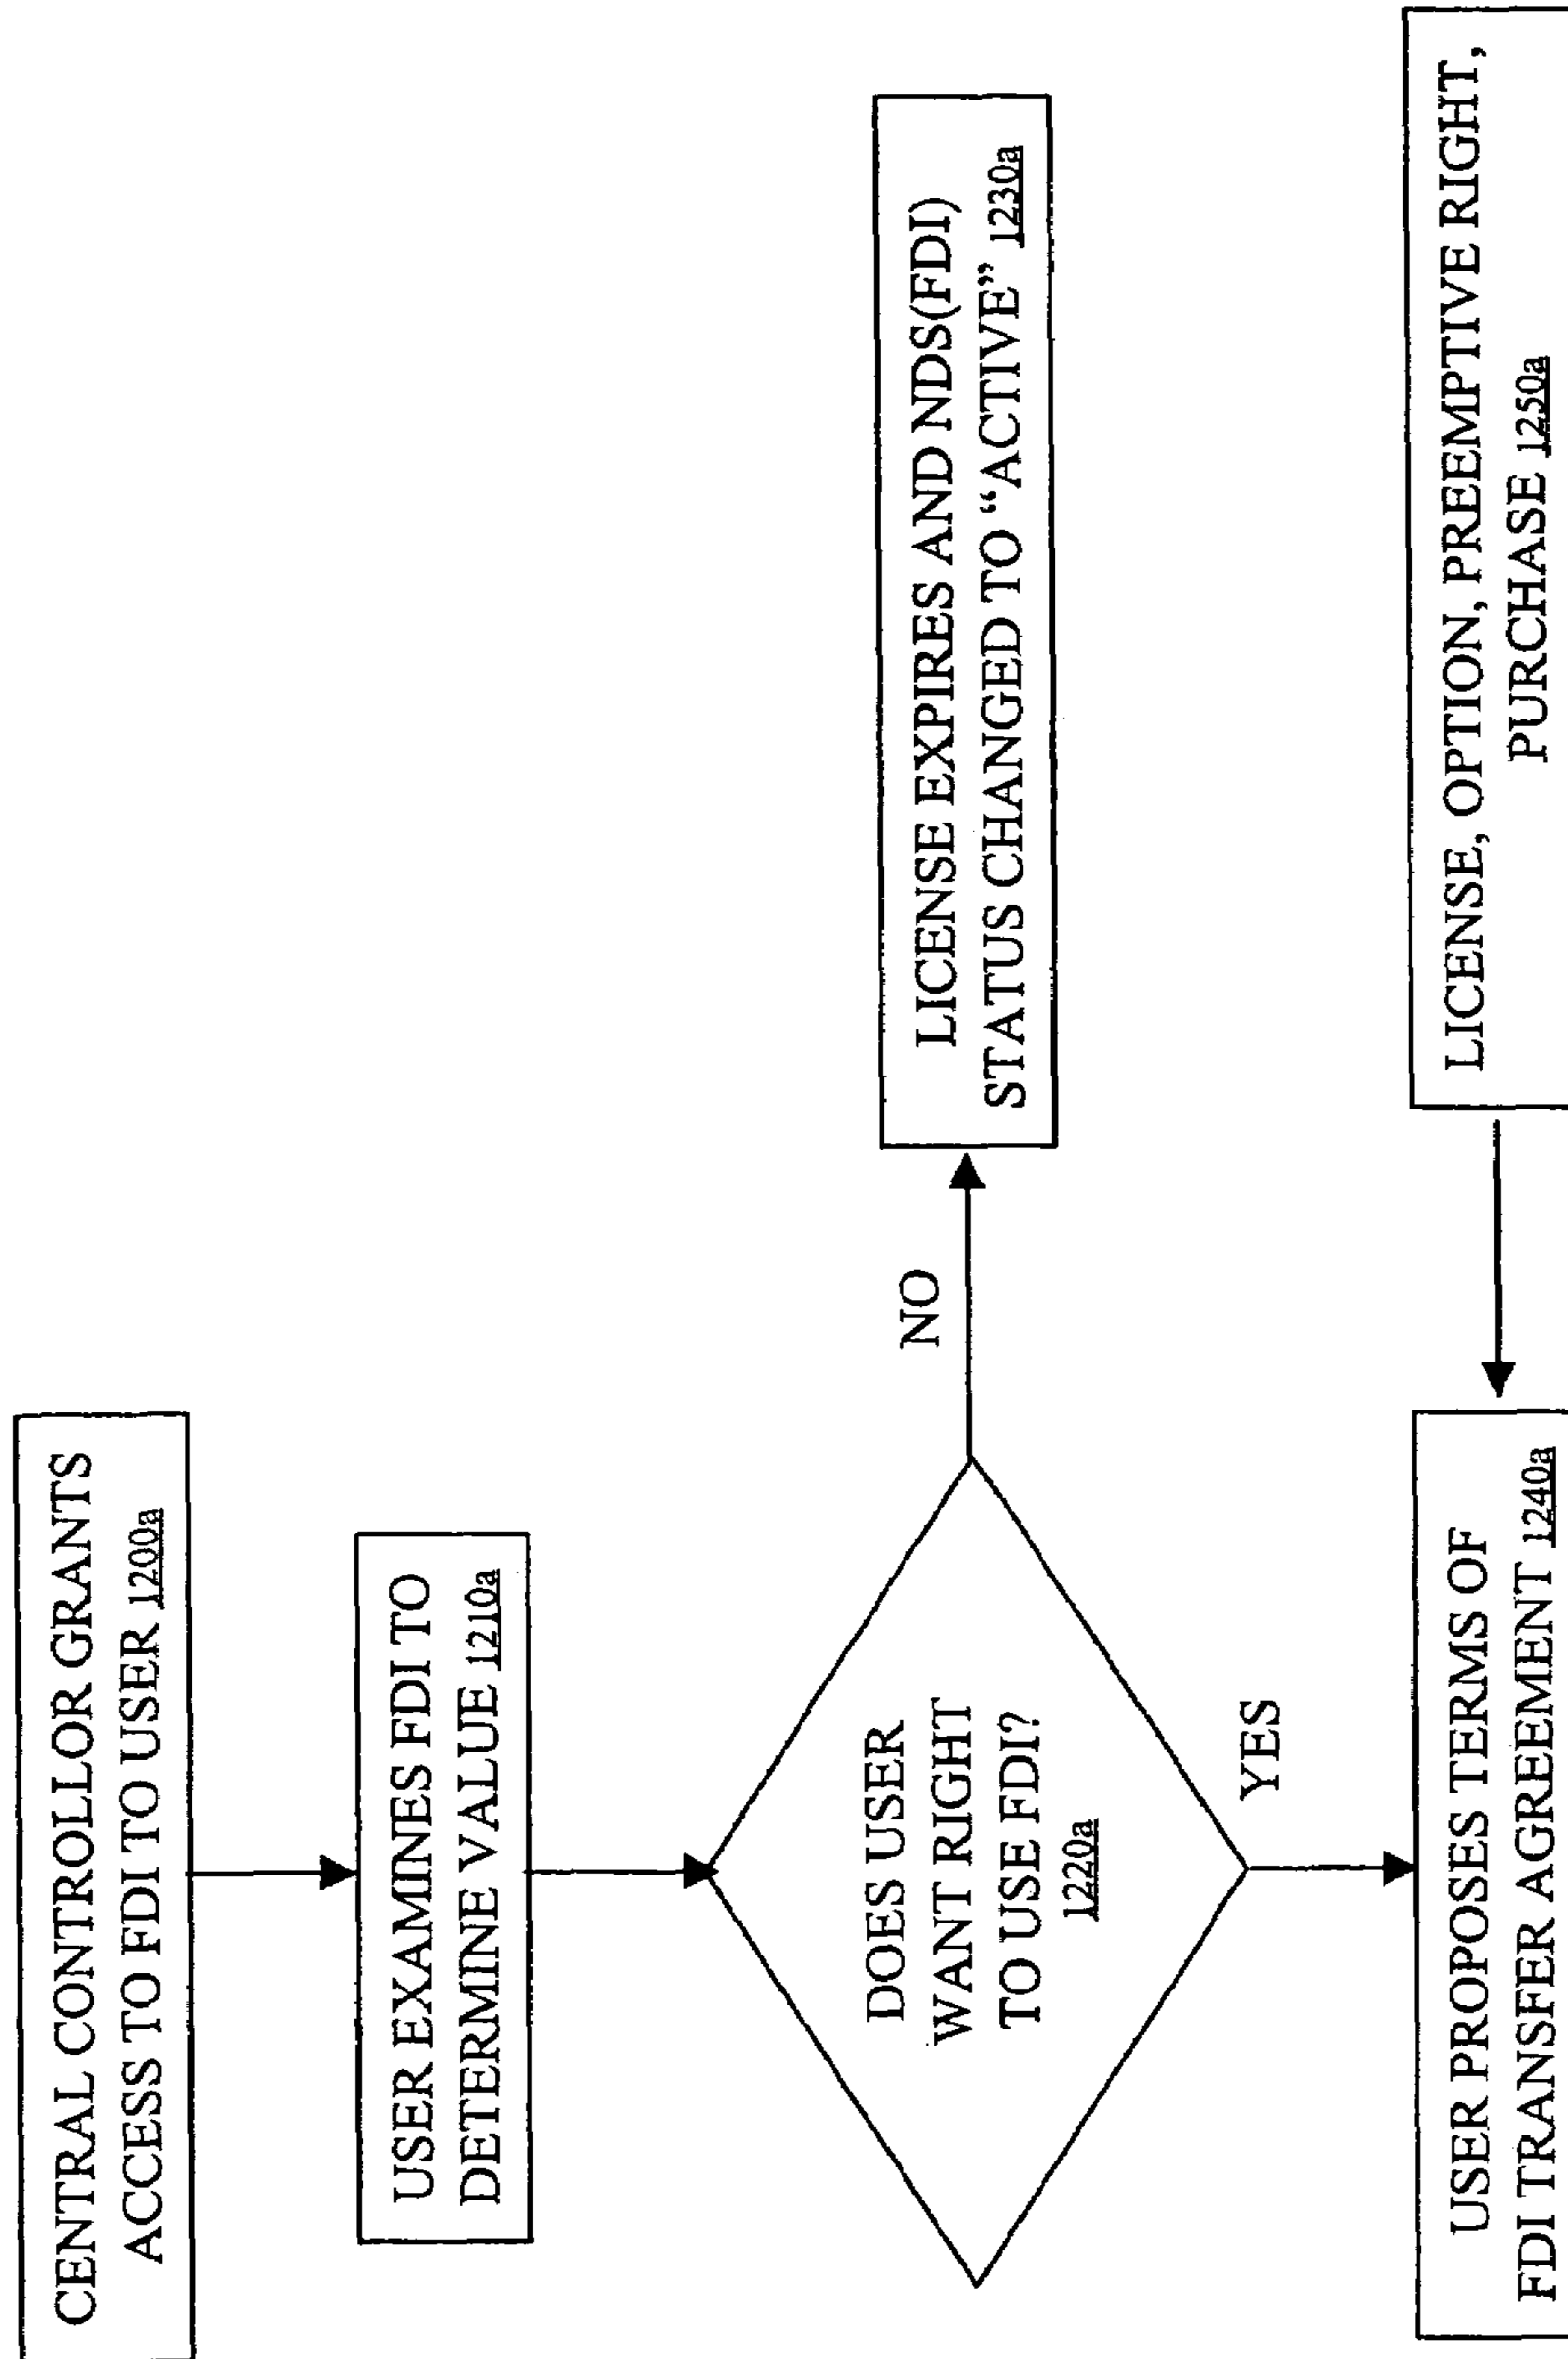 CENTRAL CONTROLLOR GRANTS
ACCESS TO FDI TO USER 1200a
USER EXAMINES FDI TO
DETERMINE VALUE 1210a
DOES USER
WANT RIGHT
TO USE FDI?
1220a
NO
LICENSE EXPIRES AND NDS(FDI)
STATUS CHANGED TO “ACTIVE” 1230a
YES
USER PROPOSES TERMS OF
FDI TRANSFER AGREEMENT 1240a
LICENSE, OPTION, PREEMPTIVE RIGHT,
PURCHASE 1250a